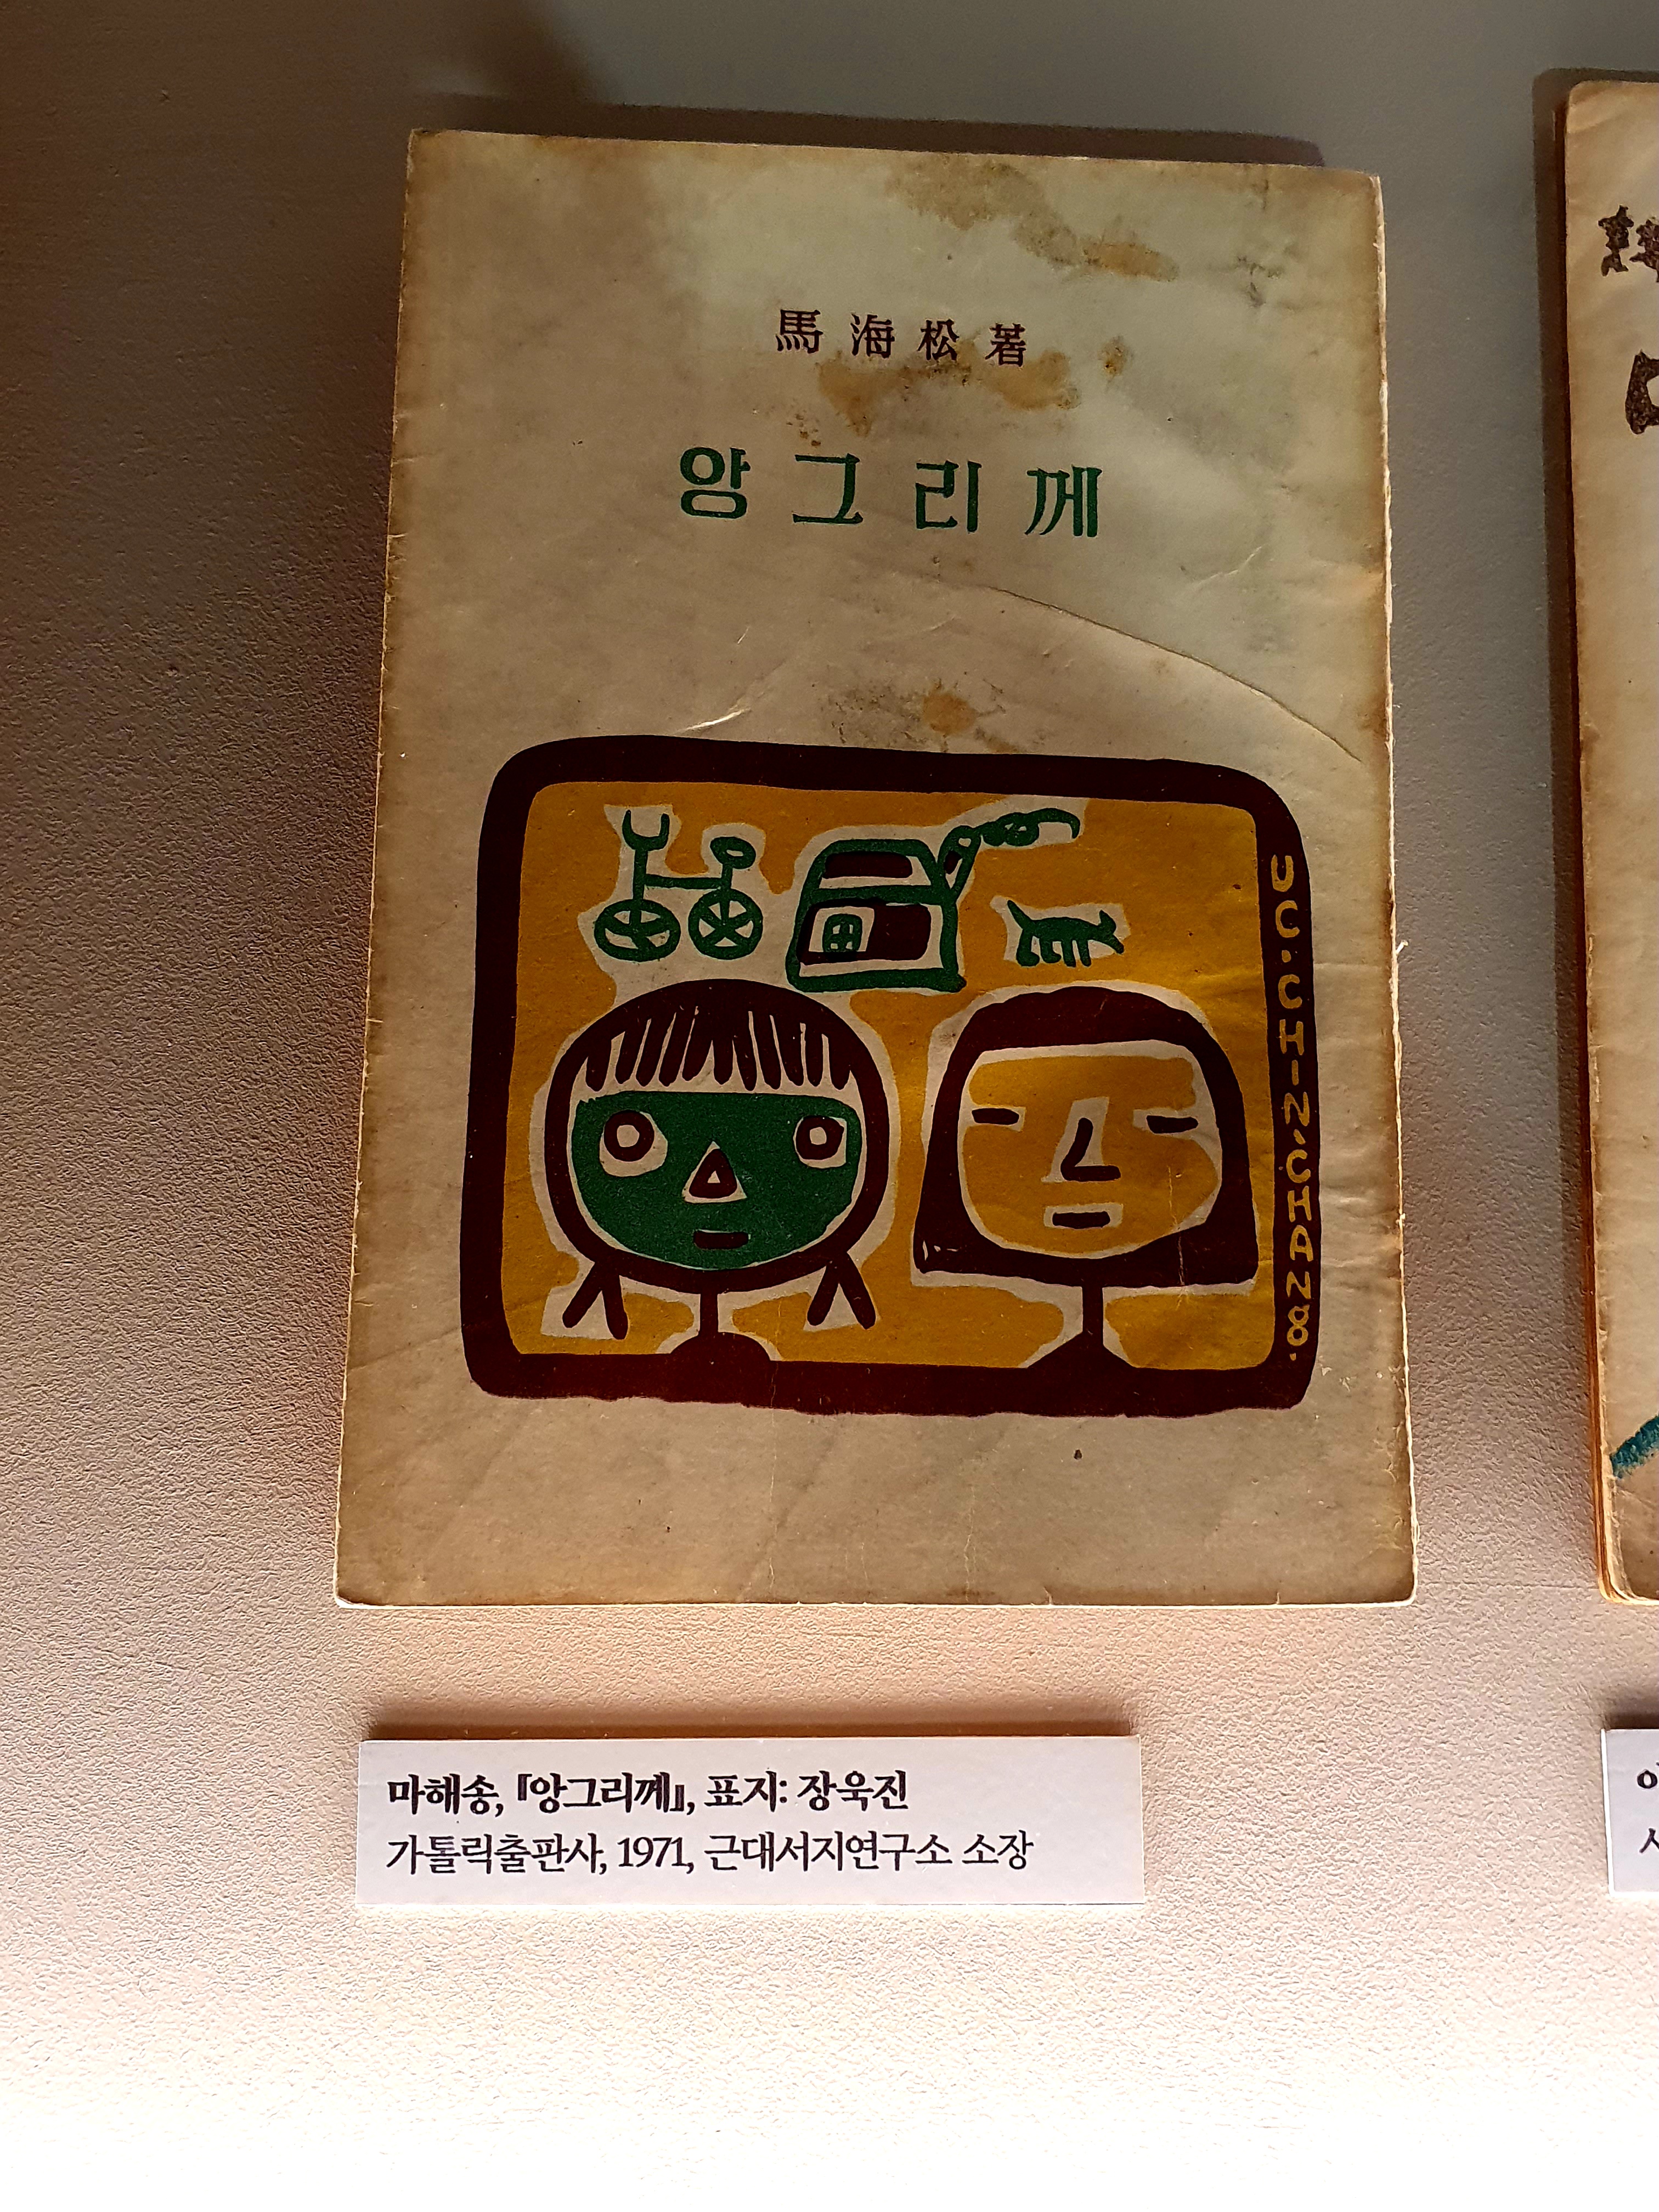 馬海松著
앙그리께
UC.CHIN.CHANG.
마해송, 『앙그리께』, 표지: 장욱진
가톨릭출판사, 1971, 근대서지연구소 소장